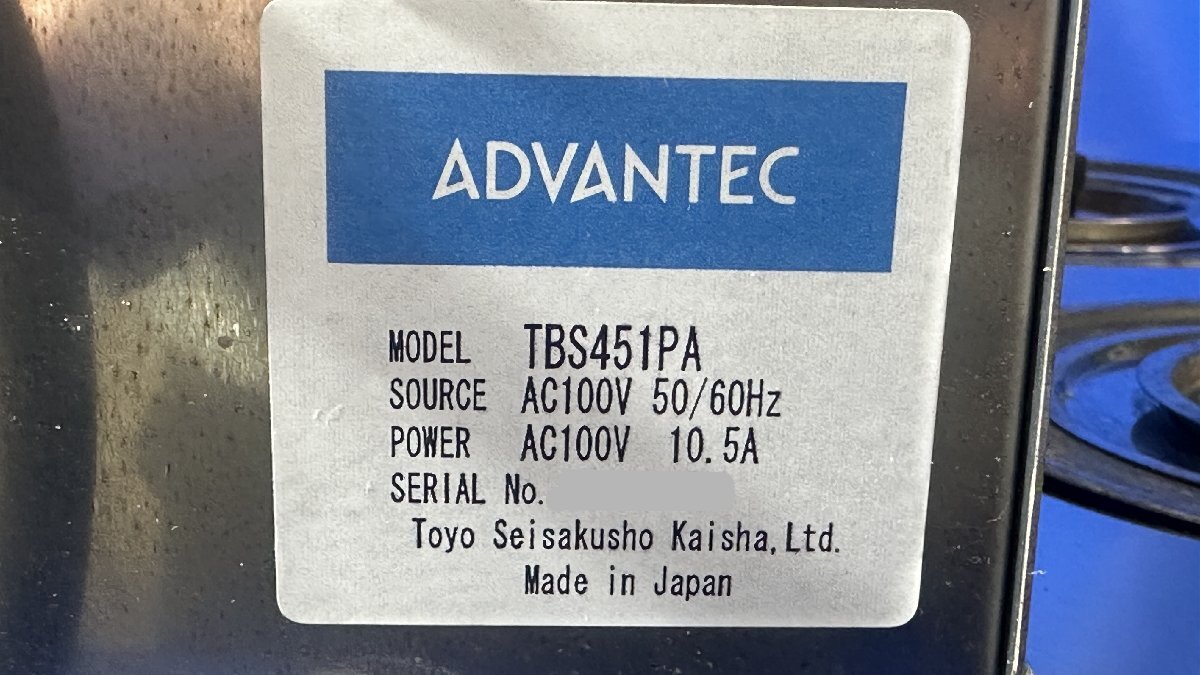 ADVANTEC
MODEL TBS451PA
SOURCE AC100V 50/60Hz
POWER AC100V 10.5A
SERIAL No.
Toyo Seisakusho Kaisha, Ltd.
Made in Japan